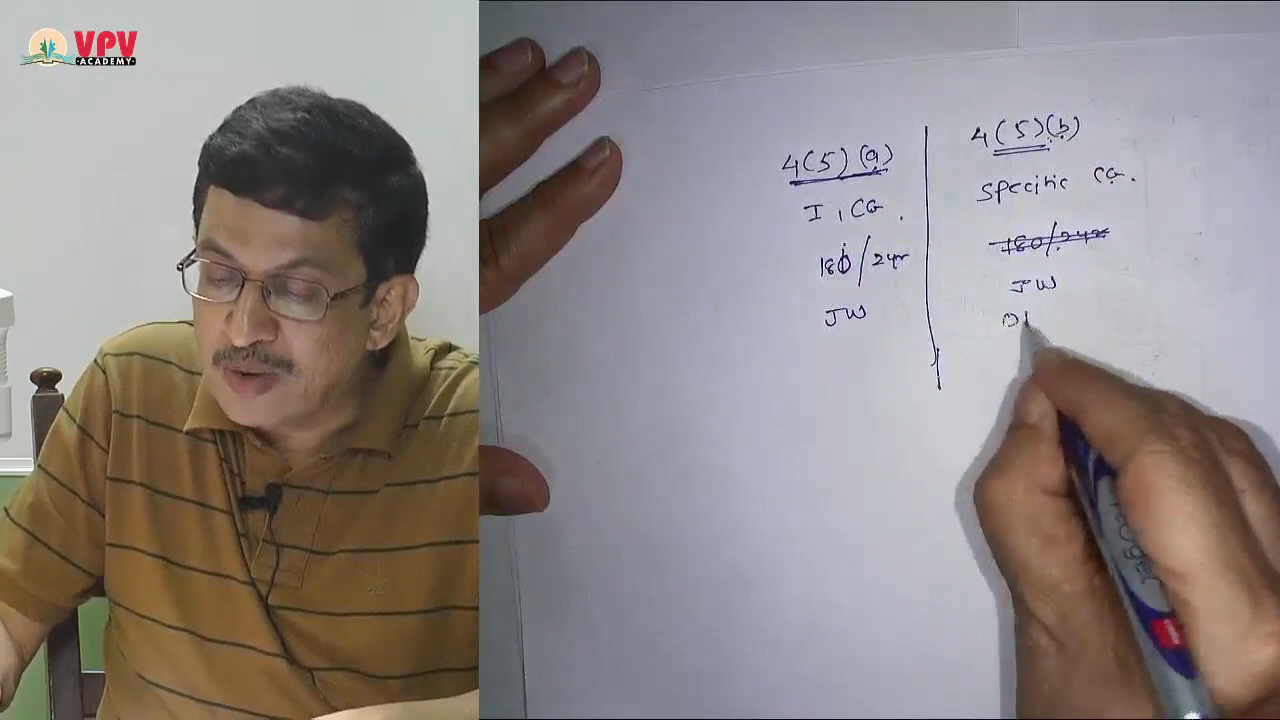 VPV
ACADEMY
4(5)(a)
I, CG.
180/2yr
JW
4(5)(b)
Specific CG.
180/2yr
JW